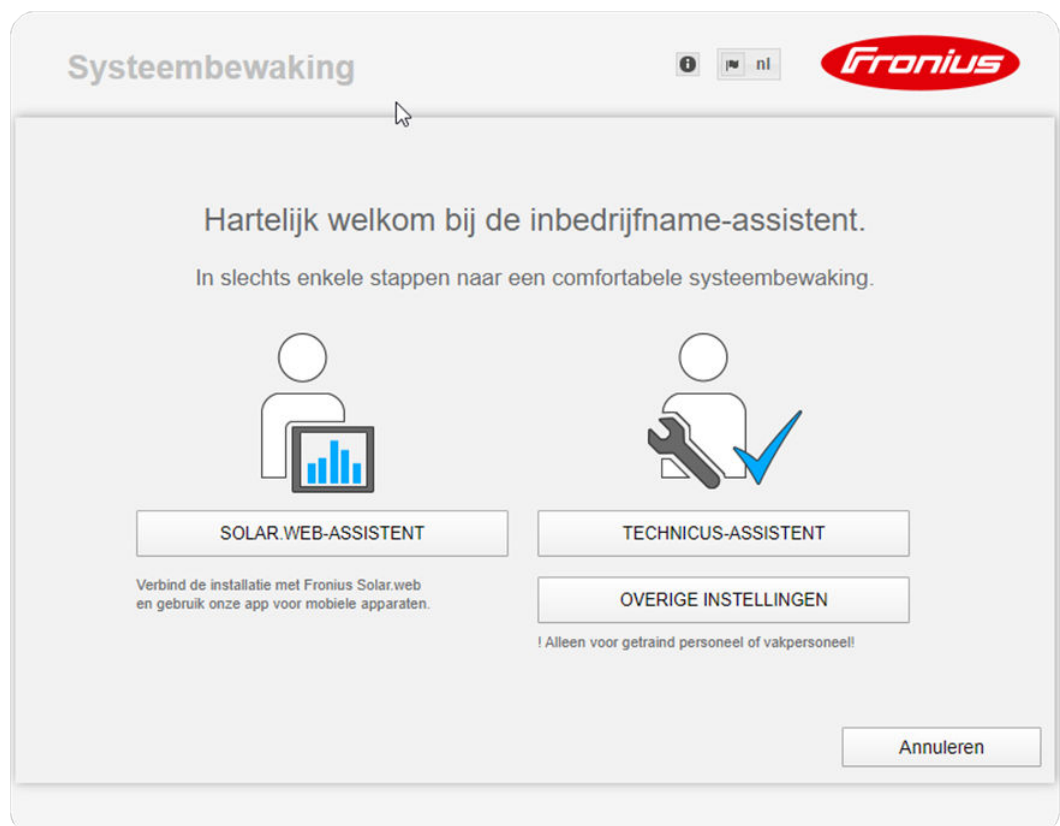 Systeembewaking
nl
Fronius
Hartelijk welkom bij de inbedrijfname-assistent.
In slechts enkele stappen naar een comfortabele systeembewaking.
SOLAR.WEB-ASSISTENT
Verbind de installatie met Fronius Solar.web
en gebruik onze app voor mobiele apparaten.
TECHNICUS-ASSISTENT
OVERIGE INSTELLINGEN
! Alleen voor getraind personeel of vakpersoneel!
Annuleren